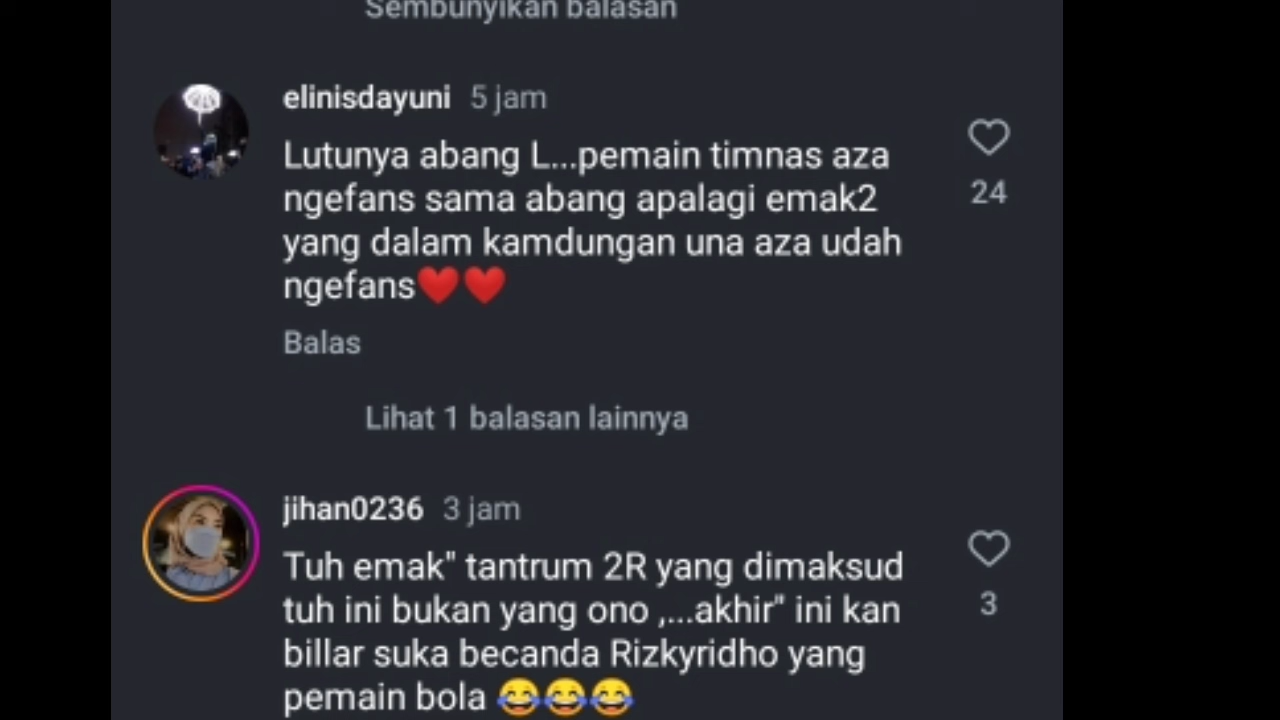 Sembunyikan balasan
elinisdayuni 5 jam
Lutunya abang L...pemain timnas aza
ngefans sama abang apalagi emak2
yang dalam kamdungan una aza udah
ngefans❤️❤️
24
Balas
Lihat 1 balasan lainnya
jihan0236 3 jam
Tuh emak" tantrum 2R yang dimaksud
tuh ini bukan yang ono ,...akhir" ini kan
billar suka becanda Rizkyridho yang
pemain bola 😂😂😂
3